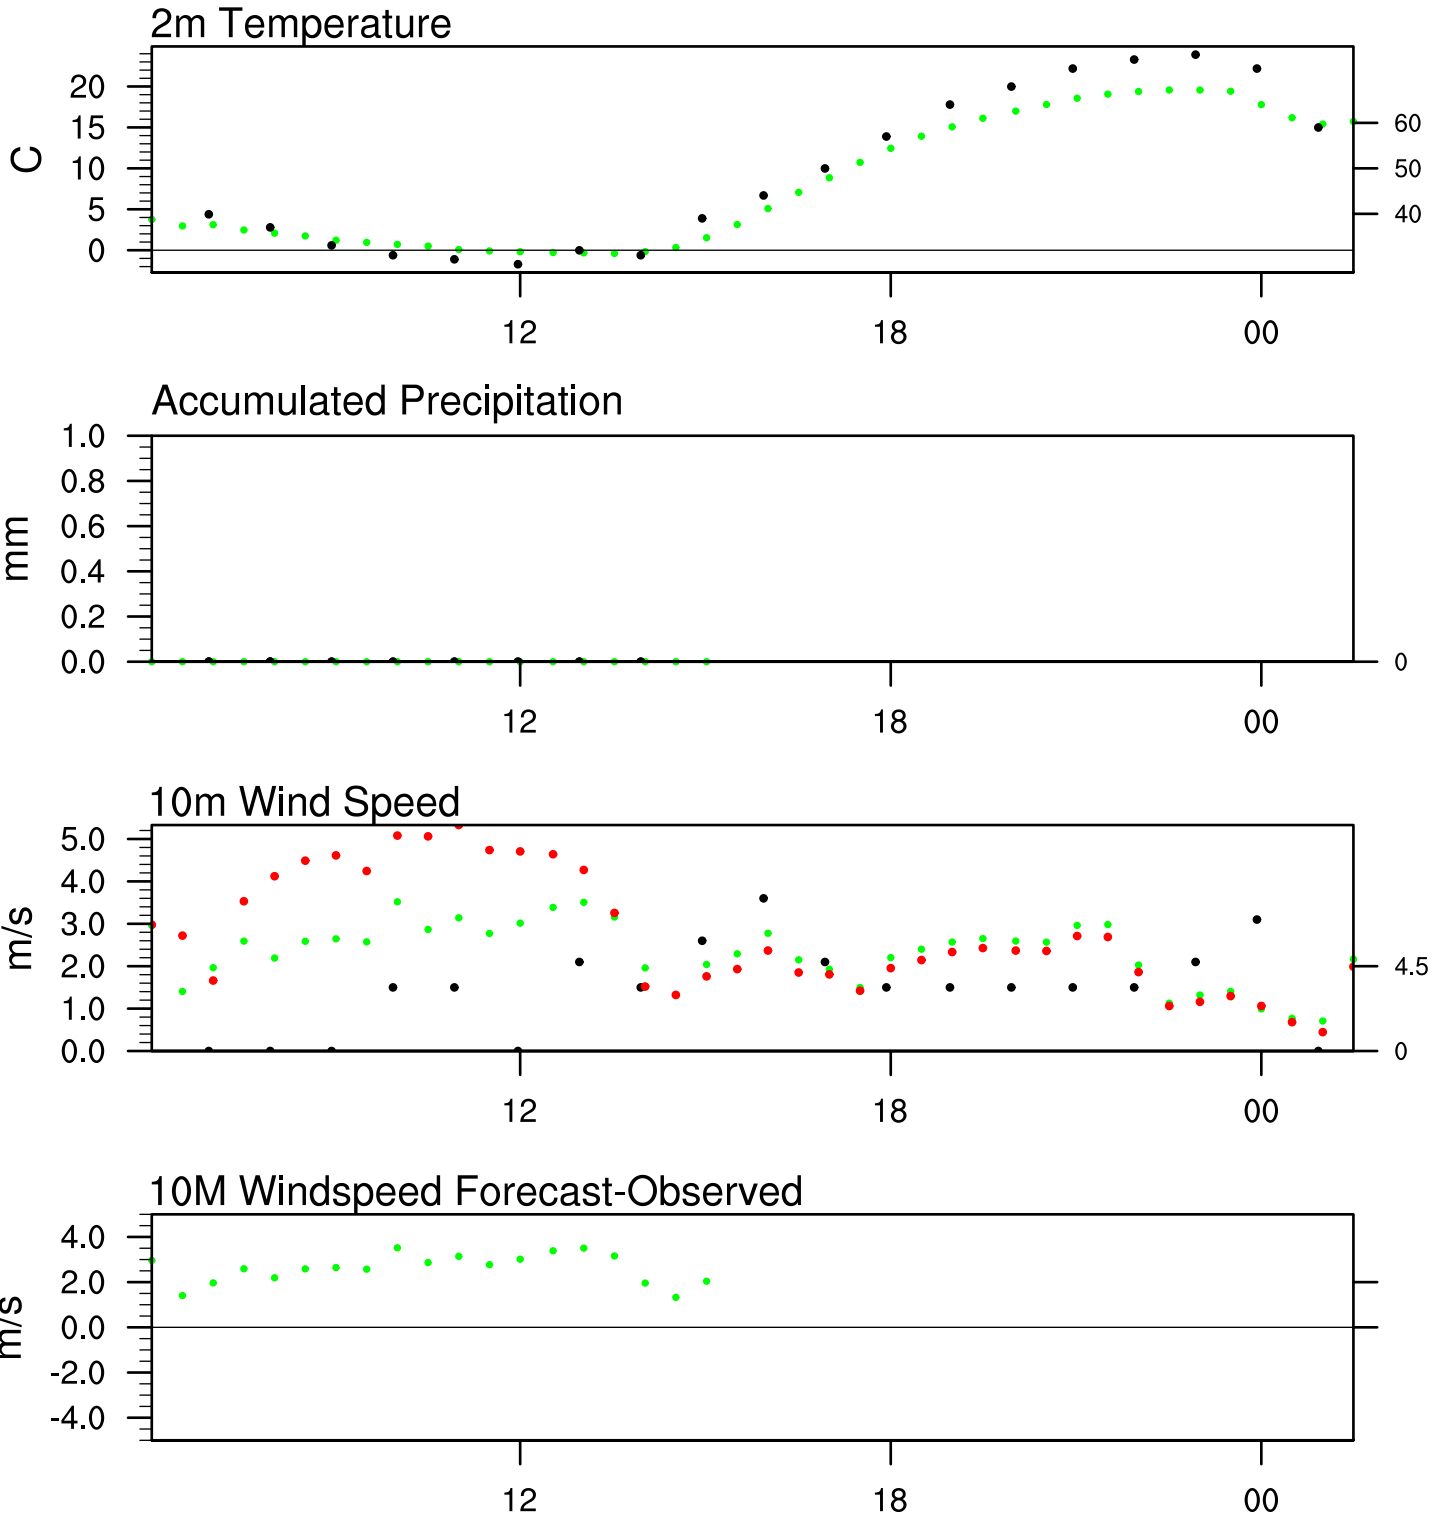 2m Temperature
20
15
10
5
0
C
60
50
40
12 18 00
Accumulated Precipitation
1.0
0.8
0.6
0.4
0.2
0.0
mm
0
12 18 00
10m Wind Speed
5.0
4.0
3.0
2.0
1.0
0.0
m/s
4.5
0
12 18 00
10M Windspeed Forecast-Observed
4.0
2.0
0.0
-2.0
-4.0
m/s
12 18 00